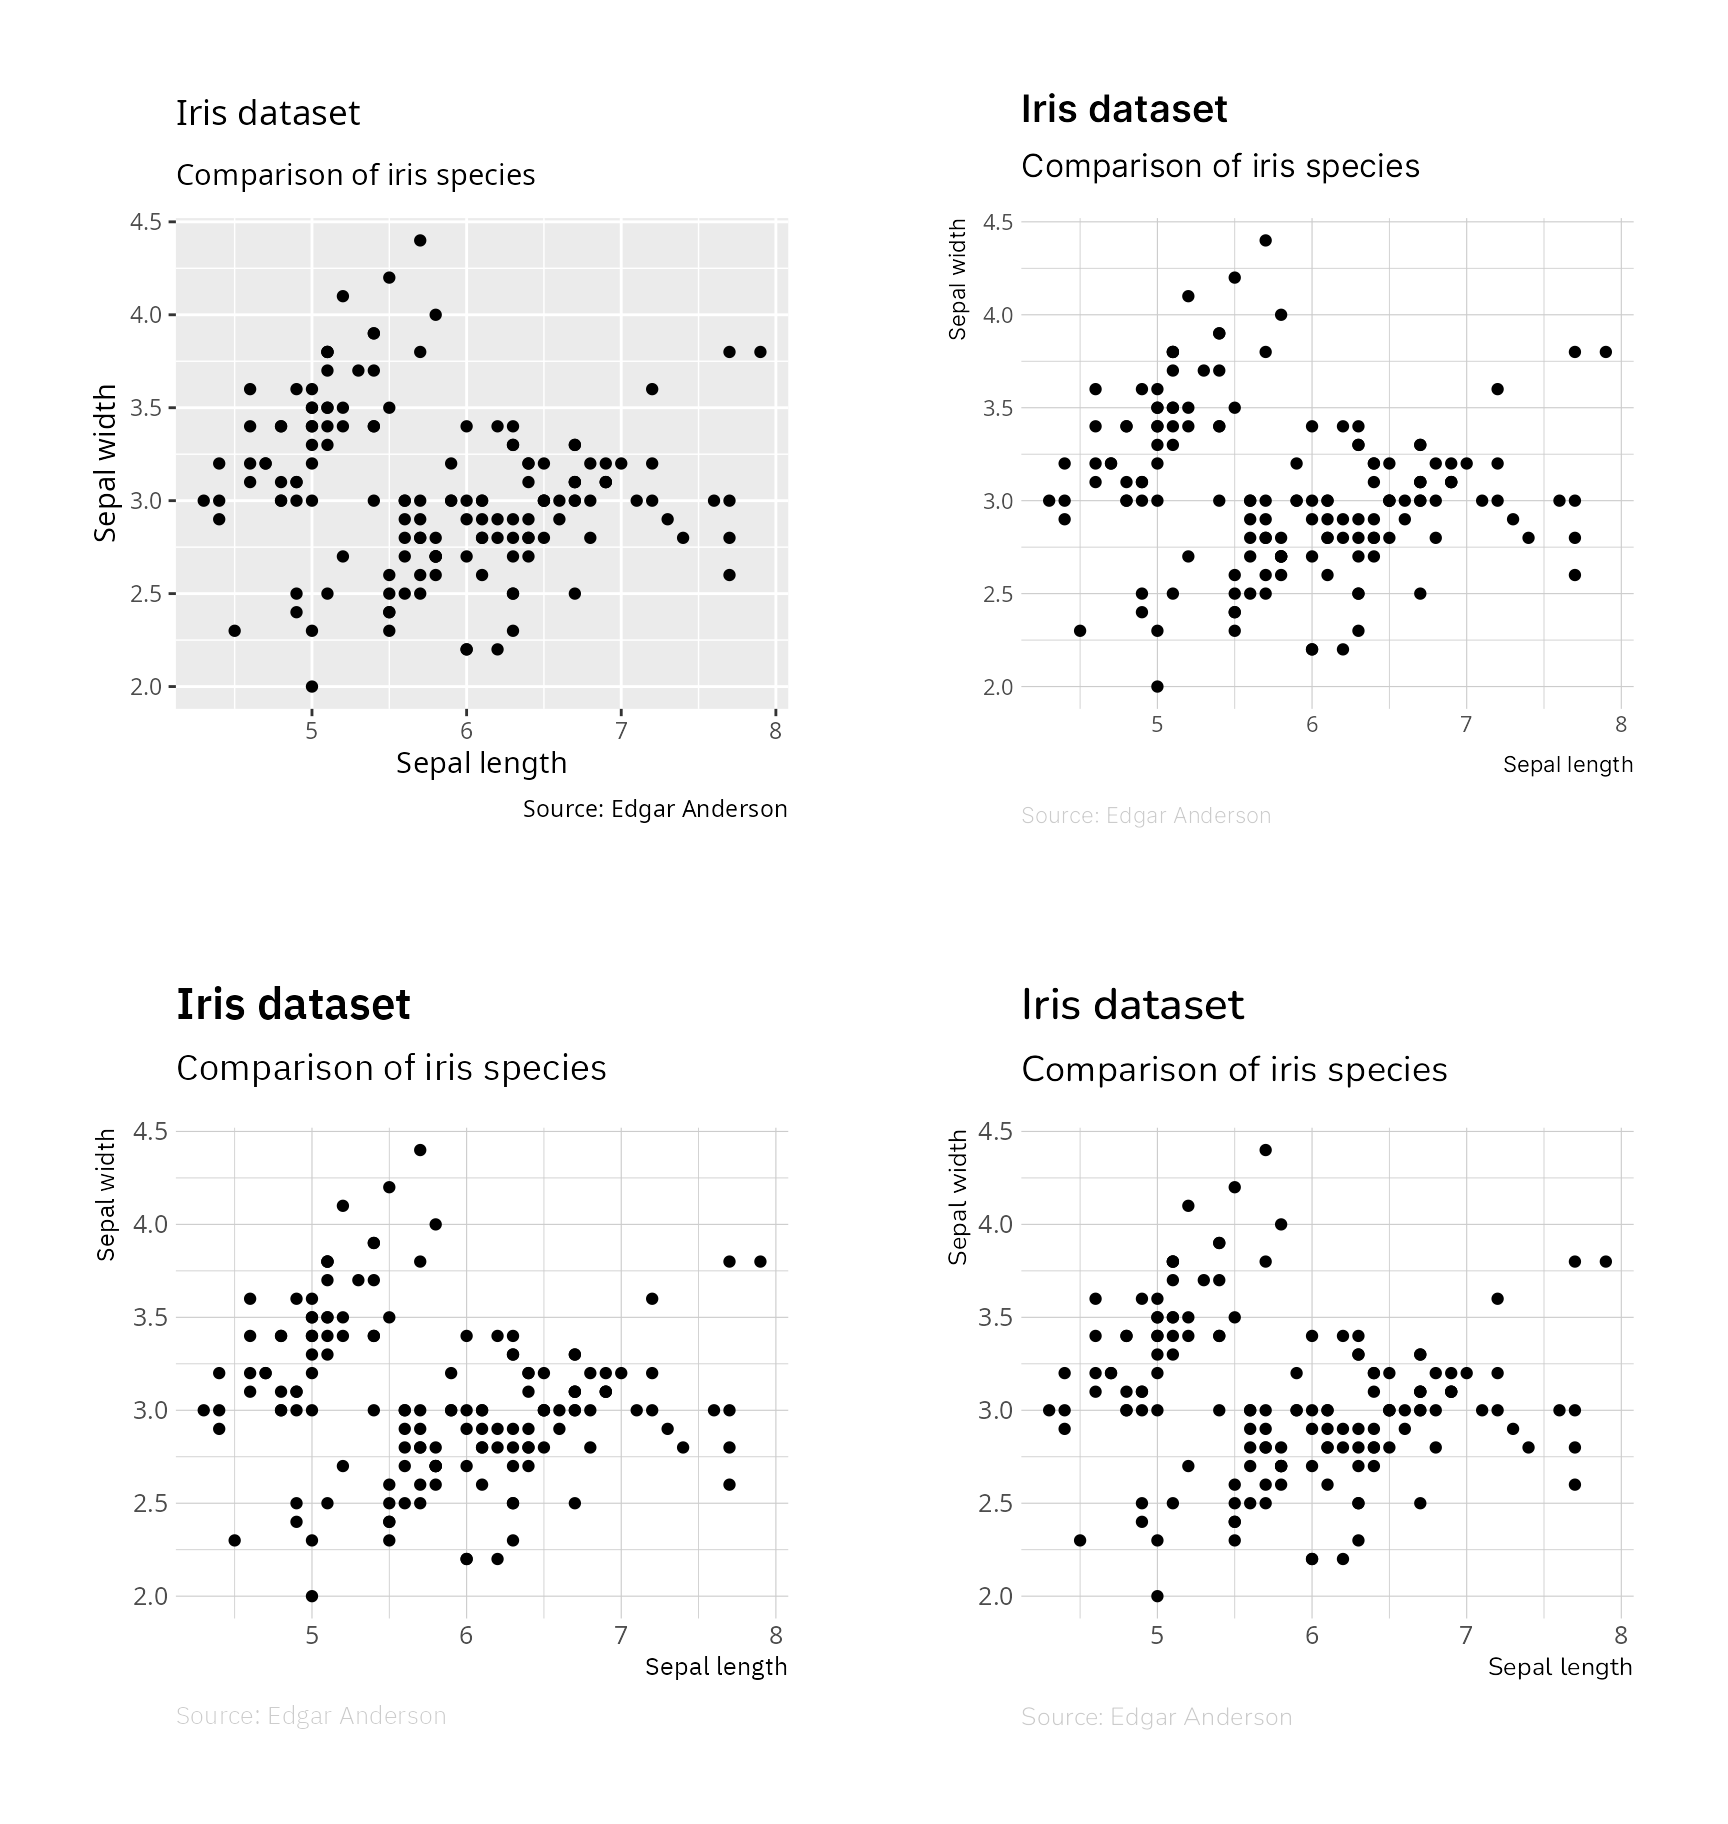 Iris dataset
Comparison of iris species
4.5
4.0
3.5
3.0
2.5
2.0
Sepal width
5 6 7 8
Sepal length
Source: Edgar Anderson
Iris dataset
Comparison of iris species
Sepal width
4.5
4.0
3.5
3.0
2.5
2.0
5 6 7 8
Sepal length
Source: Edgar Anderson
Iris dataset
Comparison of iris species
Sepal width
4.5
4.0
3.5
3.0
2.5
2.0
5 6 7 8
Sepal length
Source: Edgar Anderson
Iris dataset
Comparison of iris species
Sepal width
4.5
4.0
3.5
3.0
2.5
2.0
5 6 7 8
Sepal length
Source: Edgar Anderson